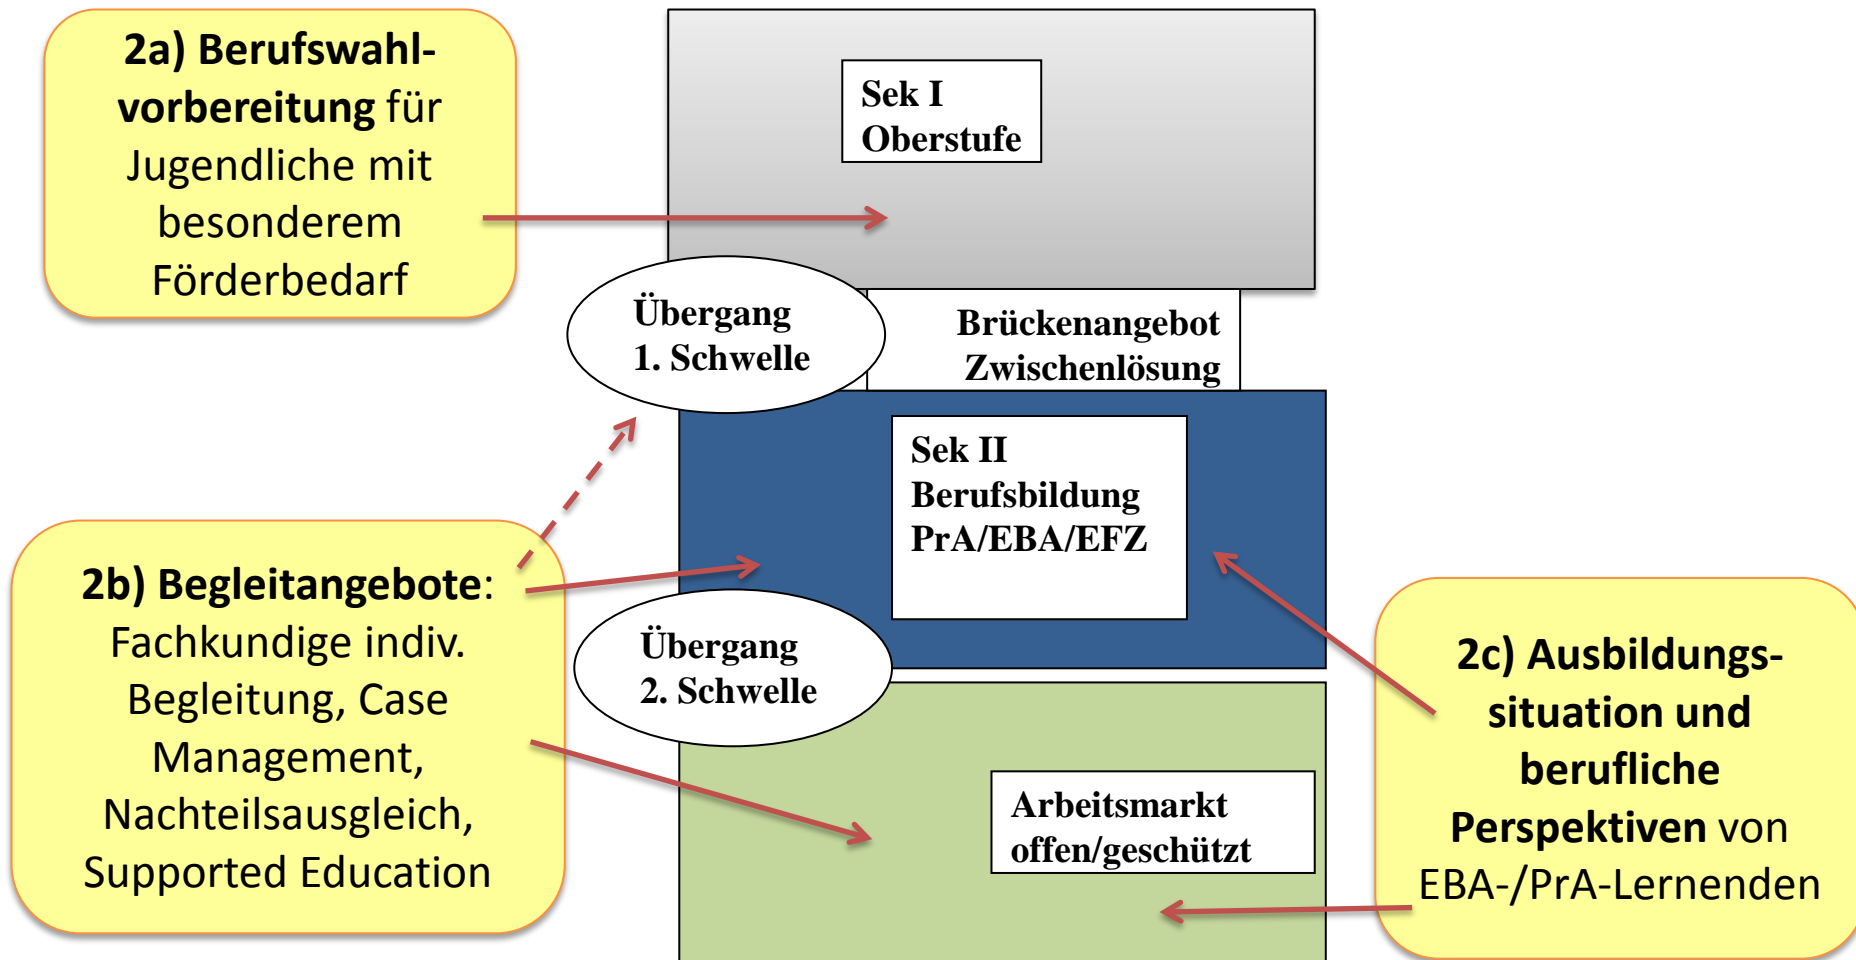 2a) Berufswahl-
vorbereitung für
Jugendliche mit
besonderem
Förderbedarf
Sek I
Oberstufe
Übergang
1. Schwelle
Brückenangebot
Zwischenlösung
Sek II
Berufsbildung
PrA/EBA/EFZ
2b) Begleitangebote:
Fachkundige indiv.
Begleitung, Case
Management,
Nachteilsausgleich,
Supported Education
Übergang
2. Schwelle
2c) Ausbildungs-
situation und
berufliche
Perspektiven von
EBA-/PrA-Lernenden
Arbeitsmarkt
offen/geschützt